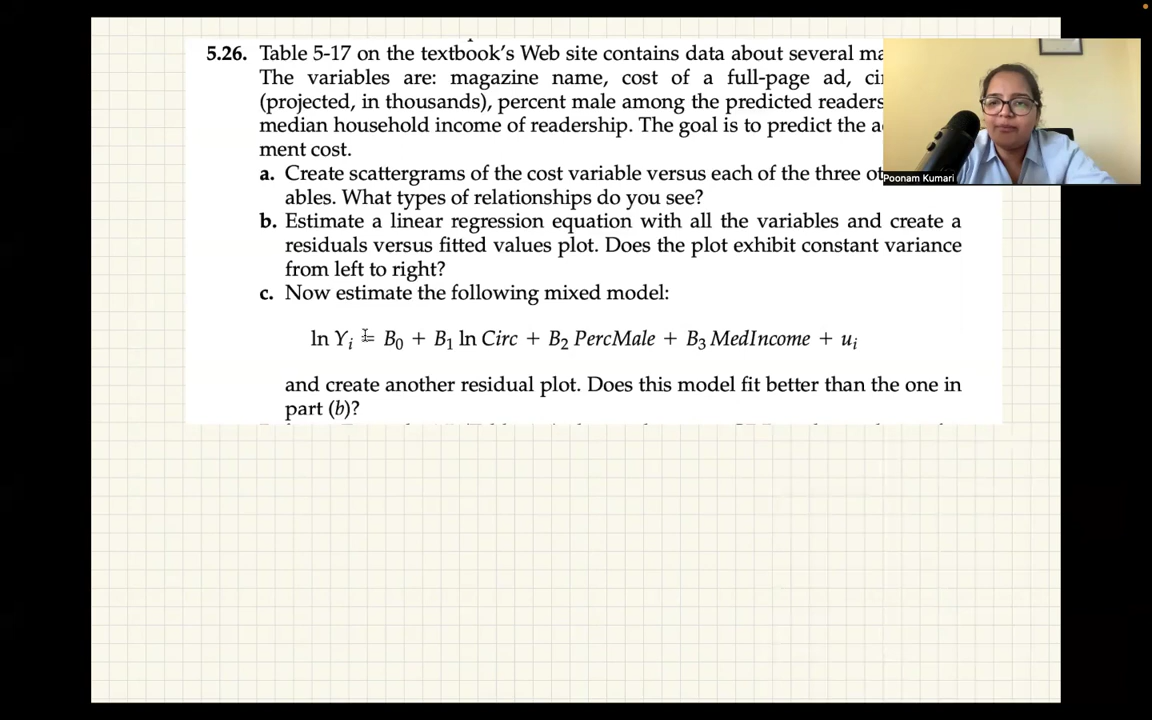 5.26. Table 5-17 on the textbook's Web site contains data about several
The variables are: magazine name, cost of a full-page ad,
(projected, in thousands), percent male among the predicted
median household income of readership. The goal is to predict the
ment cost.
a. Create scattergrams of the cost variable versus each of the three
ables. What types of relationships do you see?
b. Estimate a linear regression equation with all the variables and create a
residuals versus fitted values plot. Does the plot exhibit constant variance
from left to right?
c. Now estimate the following mixed model:
ln Yᵢ = B₀ + B₁ ln Circ + B₂ PercMale + B₃ MedIncome + uᵢ
and create another residual plot. Does this model fit better than the one in
part (b)?
Poonam Kumari